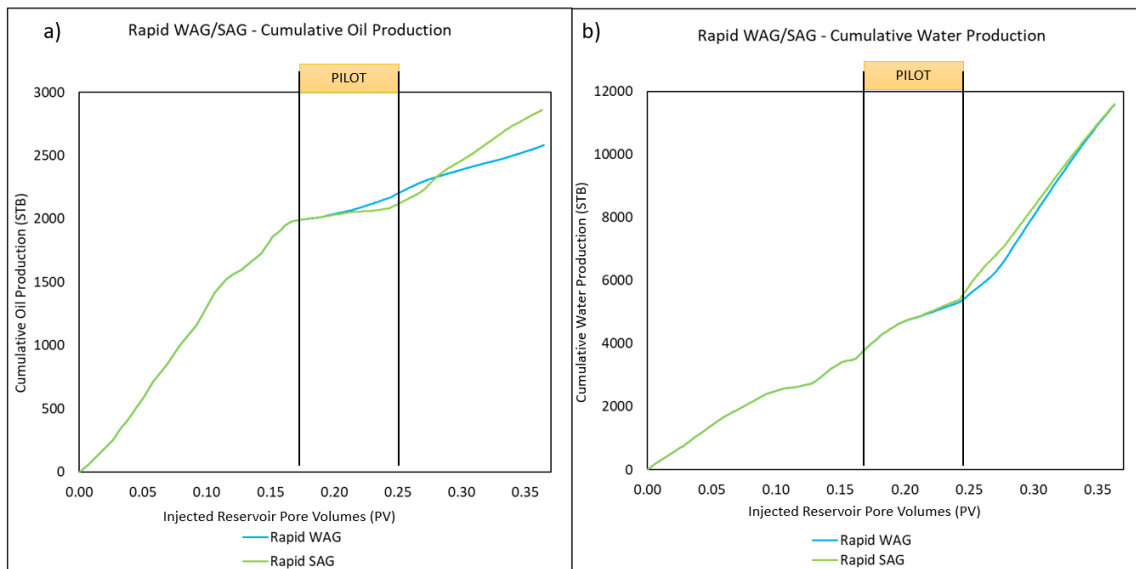 a)
Rapid WAG/SAG - Cumulative Oil Production
PILOT
Cumulative Oil Production (STB)
3000
2500
2000
1500
1000
500
0
0.00 0.05 0.10 0.15 0.20 0.25 0.30 0.35
Injected Reservoir Pore Volumes (PV)
Rapid WAG
Rapid SAG
b)
Rapid WAG/SAG - Cumulative Water Production
PILOT
Cumulative Water Production (STB)
12000
10000
8000
6000
4000
2000
0
0.00 0.05 0.10 0.15 0.20 0.25 0.30 0.35
Injected Reservoir Pore Volumes (PV)
Rapid WAG
Rapid SAG